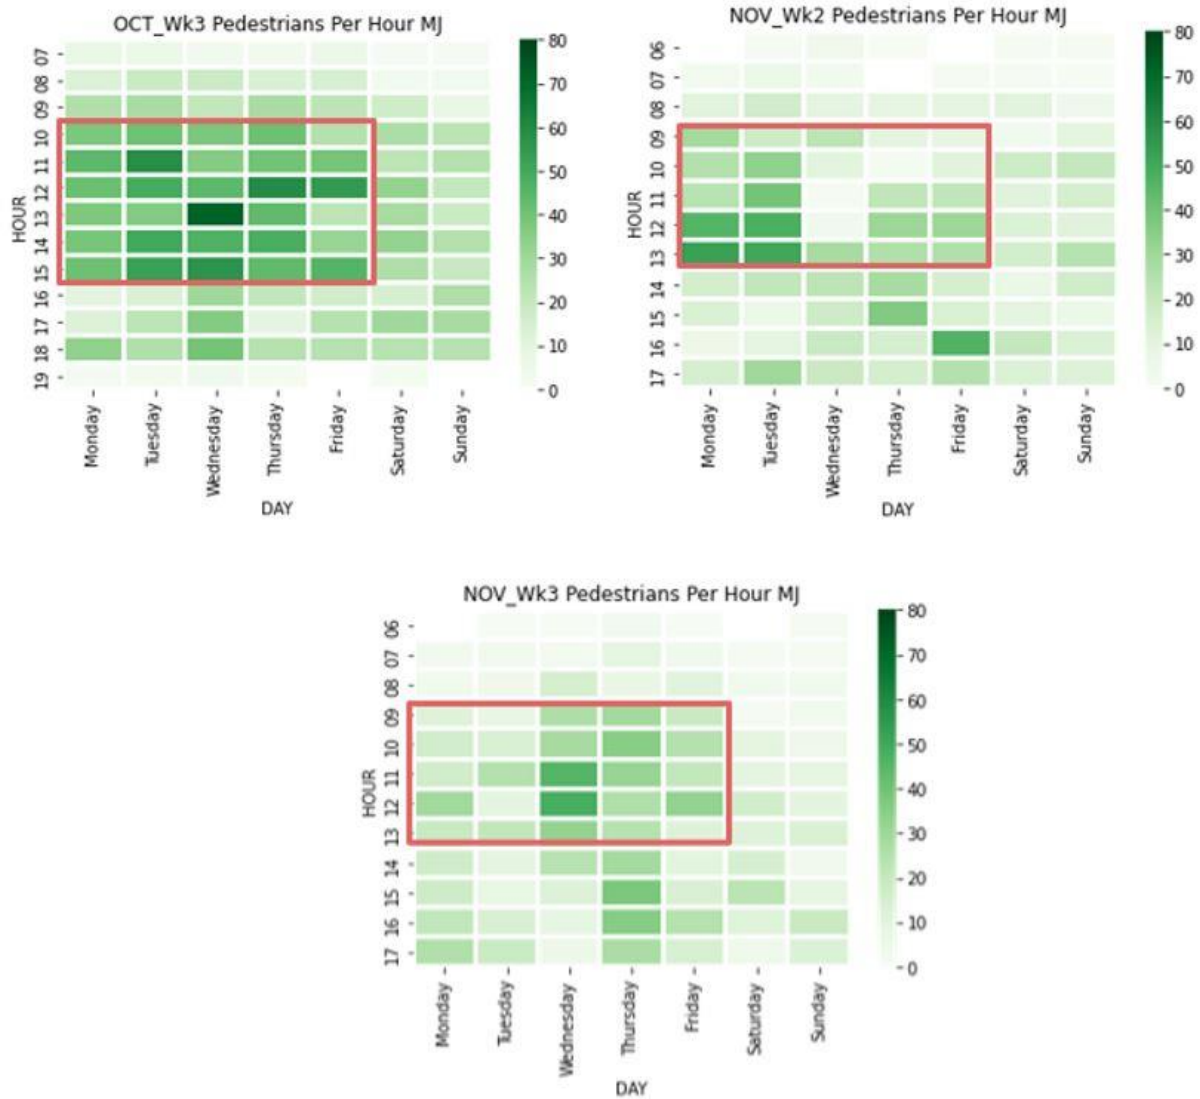 OCT_Wk3 Pedestrians Per Hour MJ
HOUR
07
08
09
10
11
12
13
14
15
16
17
18
19
Monday
Tuesday
Wednesday
Thursday
Friday
Saturday
Sunday
DAY
80
70
60
50
40
30
20
10
0
NOV_Wk2 Pedestrians Per Hour MJ
HOUR
06
07
08
09
10
11
12
13
14
15
16
17
Monday
Tuesday
Wednesday
Thursday
Friday
Saturday
Sunday
DAY
80
70
60
50
40
30
20
10
0
NOV_Wk3 Pedestrians Per Hour MJ
HOUR
06
07
08
09
10
11
12
13
14
15
16
17
Monday
Tuesday
Wednesday
Thursday
Friday
Saturday
Sunday
DAY
80
70
60
50
40
30
20
10
0